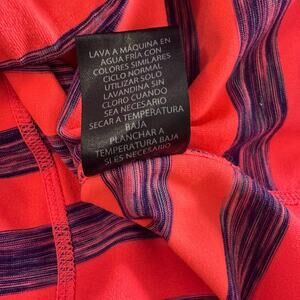 LAVA A MÁQUINA EN
AGUA FRÍA CON
COLORES SIMILARES
CICLO NORMAL
UTILIZAR SOLO
LAVANDINA SIN
CLORO CUANDO
SEA NECESARIO
SECAR A TEMPERATURA
BAJA
PLANCHAR A
TEMPERATURA BAJA
SI ES NECESARIO